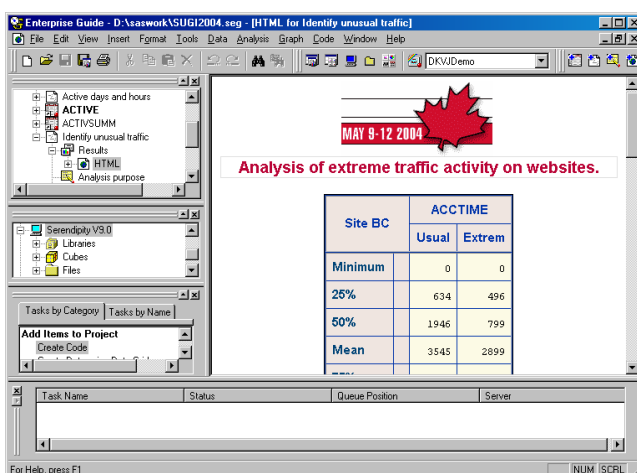 Enterprise Guide - D:\saswork\SUGI2004.seg - [HTML for Identify unusual traffic]
File Edit View Insert Format Tools Data Analysis Graph Code Window Help
DKVJDemo
Active days and hours
ACTIVE
ACTIVSUMM
Identify unusual traffic
Results
HTML
Analysis purpose
Serendipity V9.0
Libraries
Cubes
Files
Tasks by Category Tasks by Name
Add Items to Project
Create Code
MAY 9-12 2004
Analysis of extreme traffic activity on websites.
Site BC ACCTIME
Usual Extrem
Minimum 0 0
25% 634 496
50% 1946 799
Mean 3545 2899
Task Name Status Queue Position Server
For Help, press F1 NUM SCRL